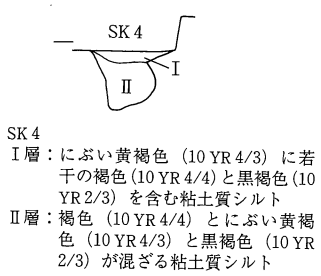 SK 4
Ⅰ
Ⅱ
SK 4
Ⅰ層：にぶい黄褐色 (10 YR 4/3) に若
干の褐色(10 YR 4/4)と黒褐色(10
YR 2/3) を含む粘土質シルト
Ⅱ層：褐色 (10 YR 4/4) とにぶい黄褐
色 (10 YR 4/3) と黒褐色 (10 YR
2/3) が混ざる粘土質シルト